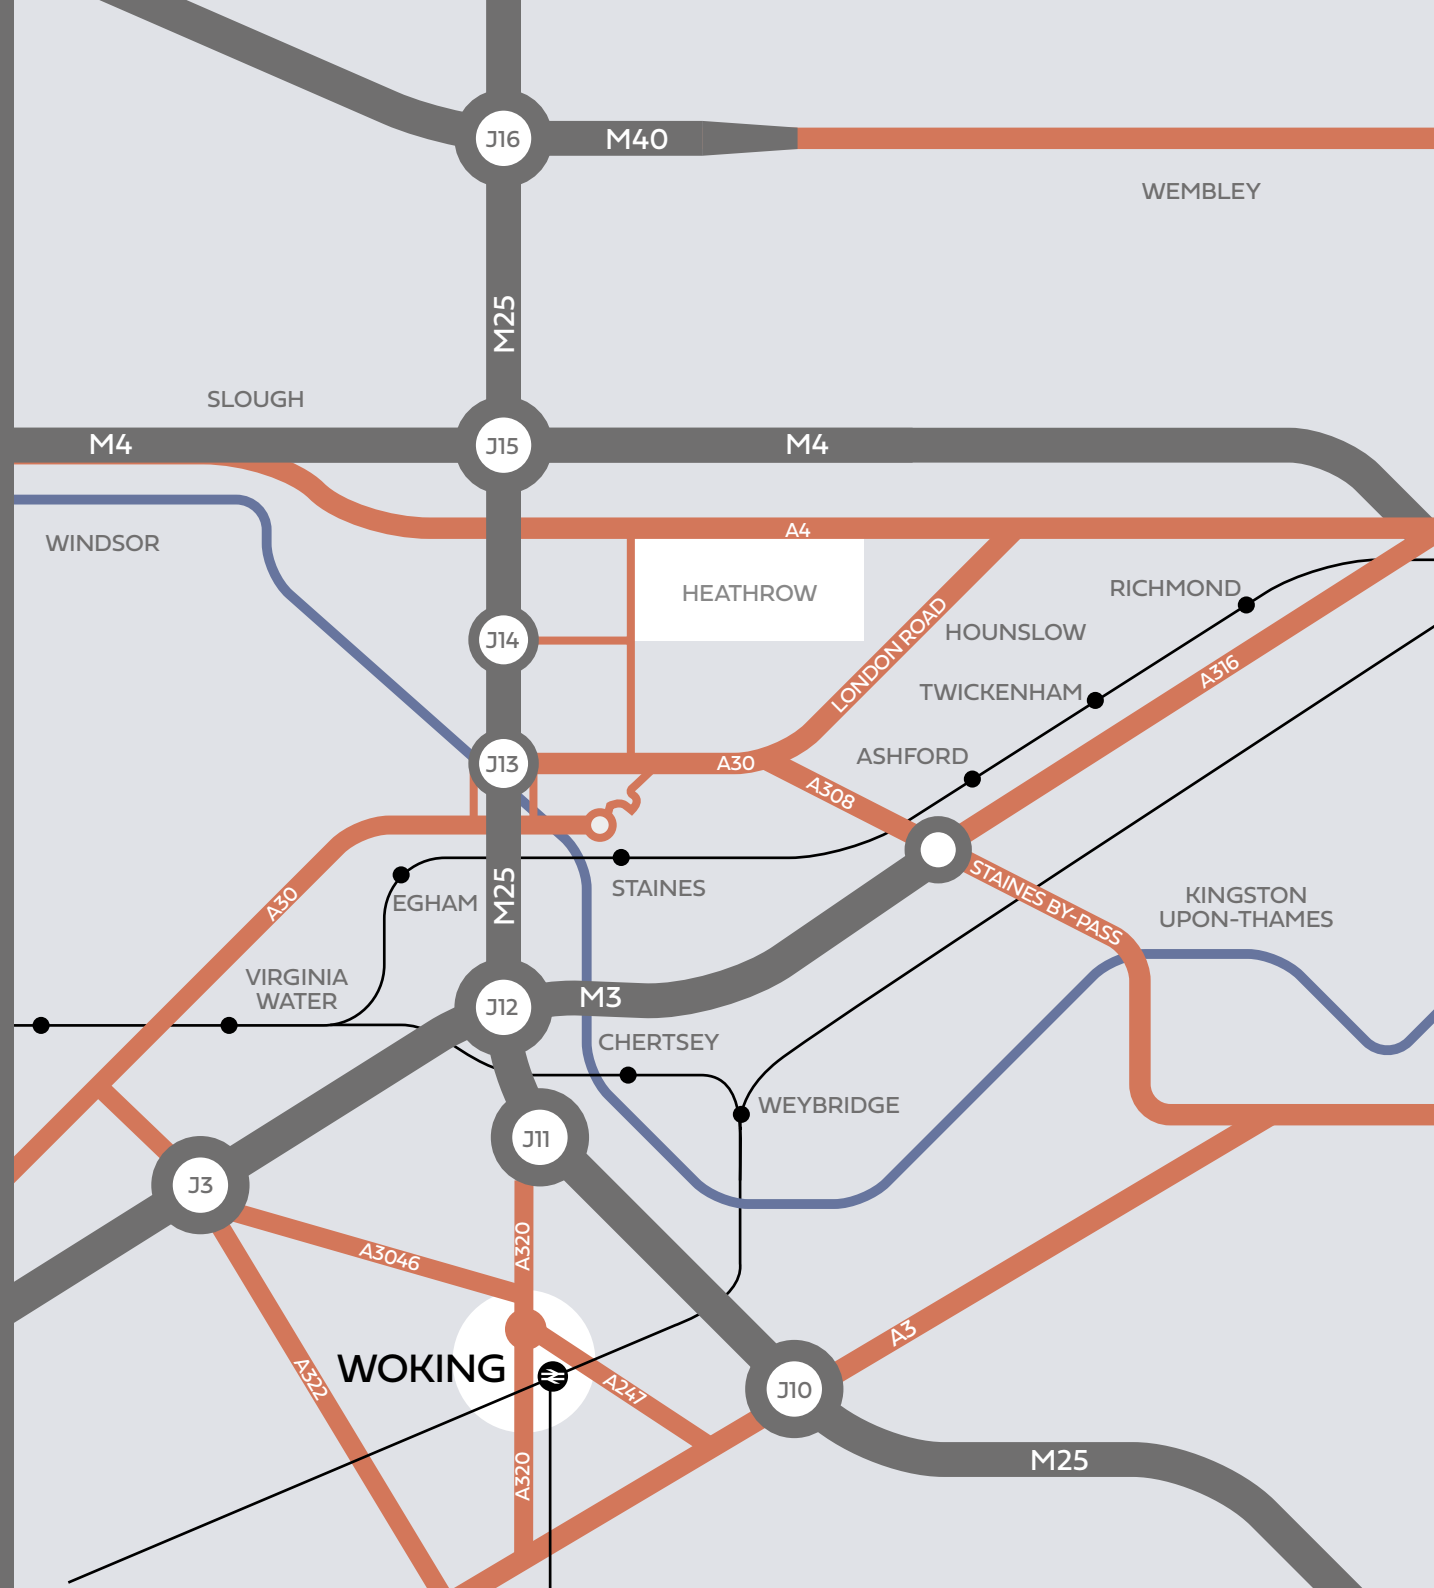 J16
M40
WEMBLEY
M25
SLOUGH
M4
J15
M4
A4
WINDSOR
HEATHROW
RICHMOND
LONDON ROAD
HOUNSLOW
J14
A316
TWICKENHAM
J13
A30
ASHFORD
A308
STAINES
EGHAM
M25
A30
STAINES BY-PASS
KINGSTON
UPON-THAMES
VIRGINIA
WATER
J12
M3
CHERTSEY
WEYBRIDGE
J11
J3
A320
A3046
A3
WOKING
A322
A247
J10
M25
A320